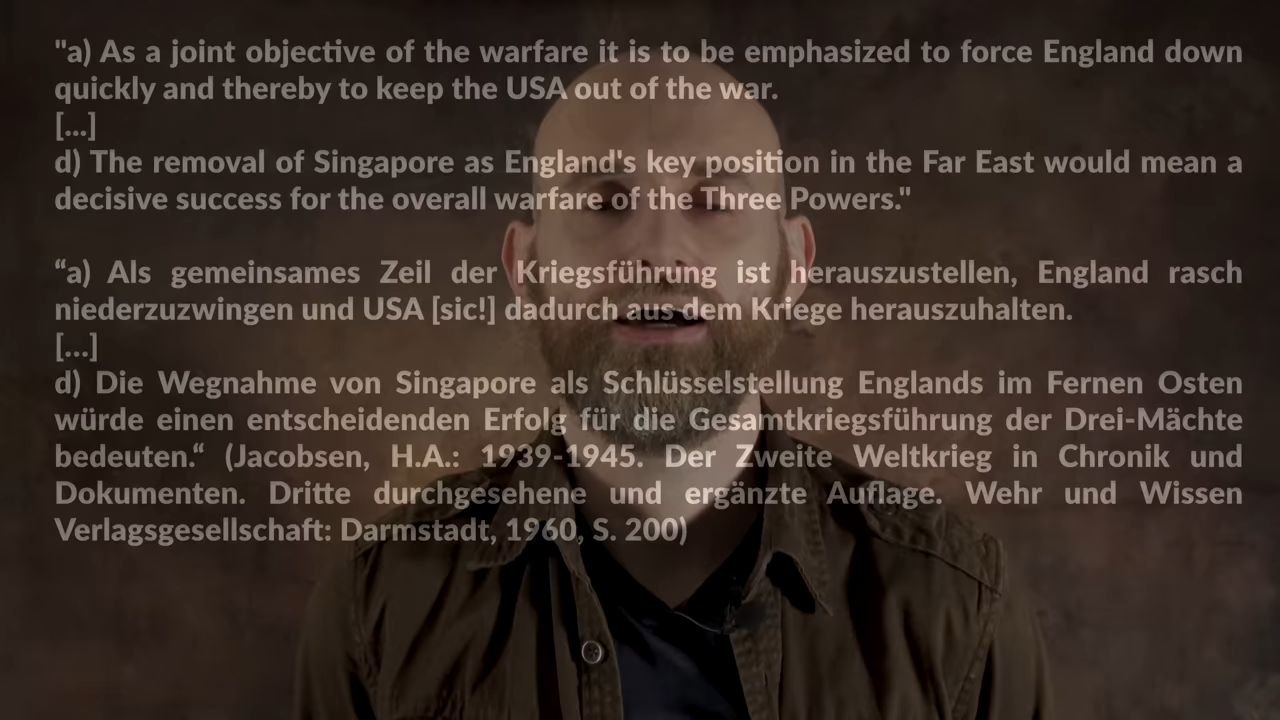 "a) As a joint objective of the warfare it is to be emphasized to force England down
quickly and thereby to keep the USA out of the war.
[...]
d) The removal of Singapore as England's key position in the Far East would mean a
decisive success for the overall warfare of the Three Powers."
“a) Als gemeinsames Zeil der Kriegsführung ist herauszustellen, England rasch
niederzuzwingen und USA [sic!] dadurch aus dem Kriege herauszuhalten.
[...]
d) Die Wegnahme von Singapore als Schlüsselstellung Englands im Fernen Osten
würde einen entscheidenden Erfolg für die Gesamtkriegsführung der Drei-Mächte
bedeuten.“ (Jacobsen, H.A.: 1939-1945. Der Zweite Weltkrieg in Chronik und
Dokumenten. Dritte durchgesehene und ergänzte Auflage. Wehr und Wissen
Verlagsgesellschaft: Darmstadt, 1960, S. 200)